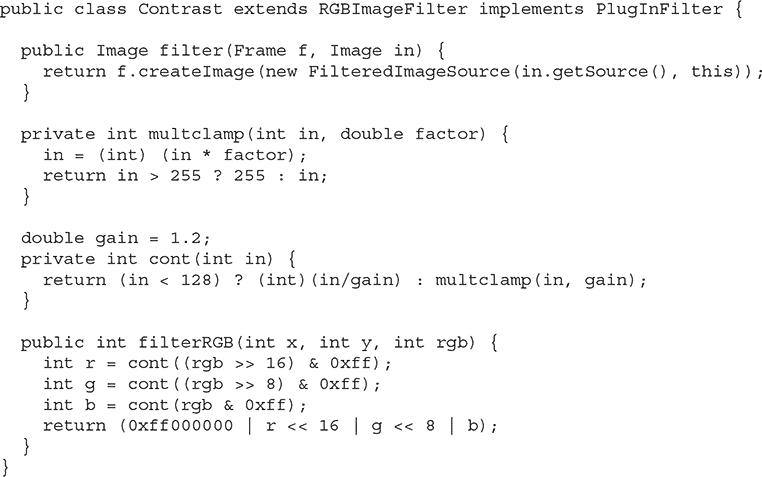 public class Contrast extends RGBImageFilter implements PlugInFilter {

  public Image filter(Frame f, Image in) {
    return f.createImage(new FilteredImageSource(in.getSource(), this));
  }

  private int multclamp(int in, double factor) {
    in = (int) (in * factor);
    return in > 255 ? 255 : in;
  }

  double gain = 1.2;
  private int cont(int in) {
    return (in < 128) ? (int)(in/gain) : multclamp(in, gain);
  }

  public int filterRGB(int x, int y, int rgb) {
    int r = cont((rgb >> 16) & 0xff);
    int g = cont((rgb >> 8) & 0xff);
    int b = cont(rgb & 0xff);
    return (0xff000000 | r << 16 | g << 8 | b);
  }
}